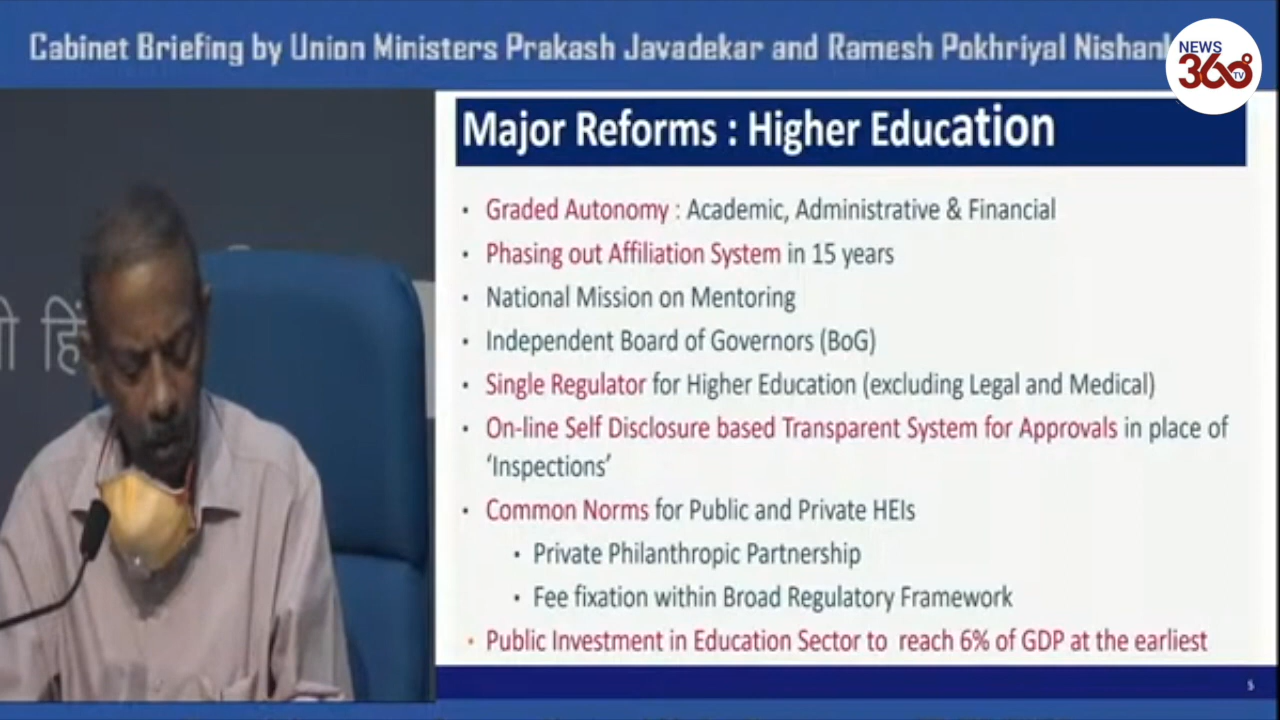 Cabinet Briefing by Union Ministers Prakash Javadekar and Ramesh Pokhriyal Nishank
NEWS
360
TV
Major Reforms : Higher Education
• Graded Autonomy : Academic, Administrative & Financial
• Phasing out Affiliation System in 15 years
• National Mission on Mentoring
• Independent Board of Governors (BoG)
• Single Regulator for Higher Education (excluding Legal and Medical)
• On-line Self Disclosure based Transparent System for Approvals in place of
‘Inspections’
• Common Norms for Public and Private HEIs
• Private Philanthropic Partnership
• Fee fixation within Broad Regulatory Framework
• Public Investment in Education Sector to reach 6% of GDP at the earliest
5